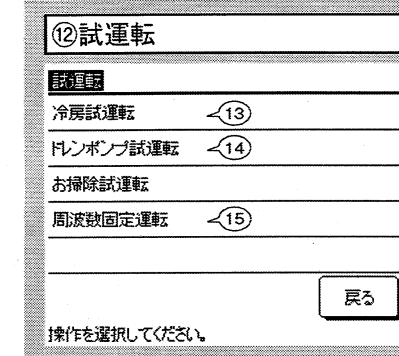 ⑫試運転
試運転
冷房試運転 ⑬
ドレンポンプ試運転 ⑭
お掃除試運転
周波数固定運転 ⑮
戻る
操作を選択してください。